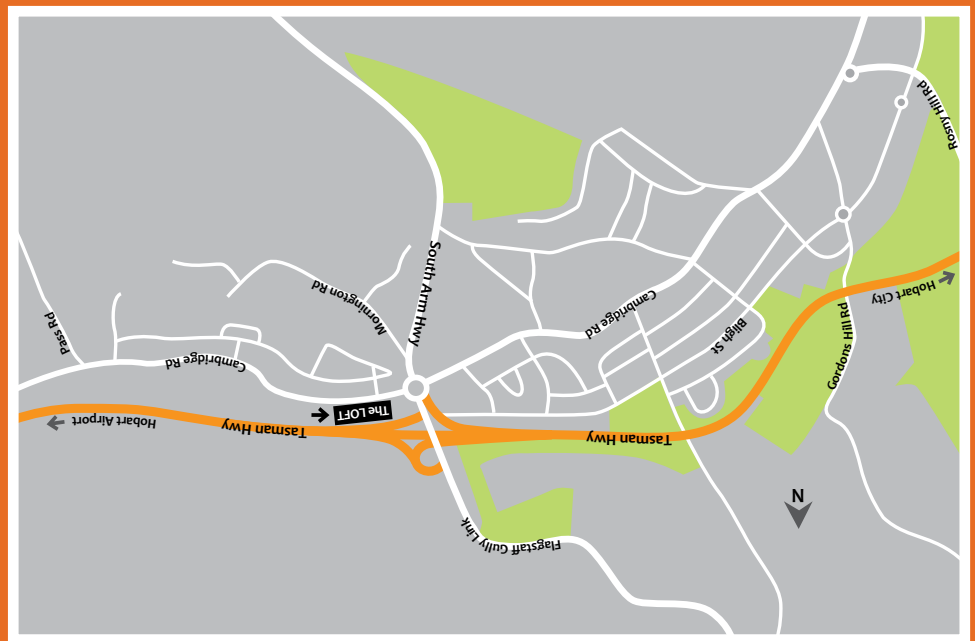 Flagstaff Gully Link
N
Tasman Hwy
Tasman Hwy
Hobart Airport
The LOFT
Cambridge Rd
Pass Rd
Mornington Rd
South Arm Hwy
Cambridge Rd
Bligh St
Gordons Hill Rd
Hobart City
Rosny Hill Rd